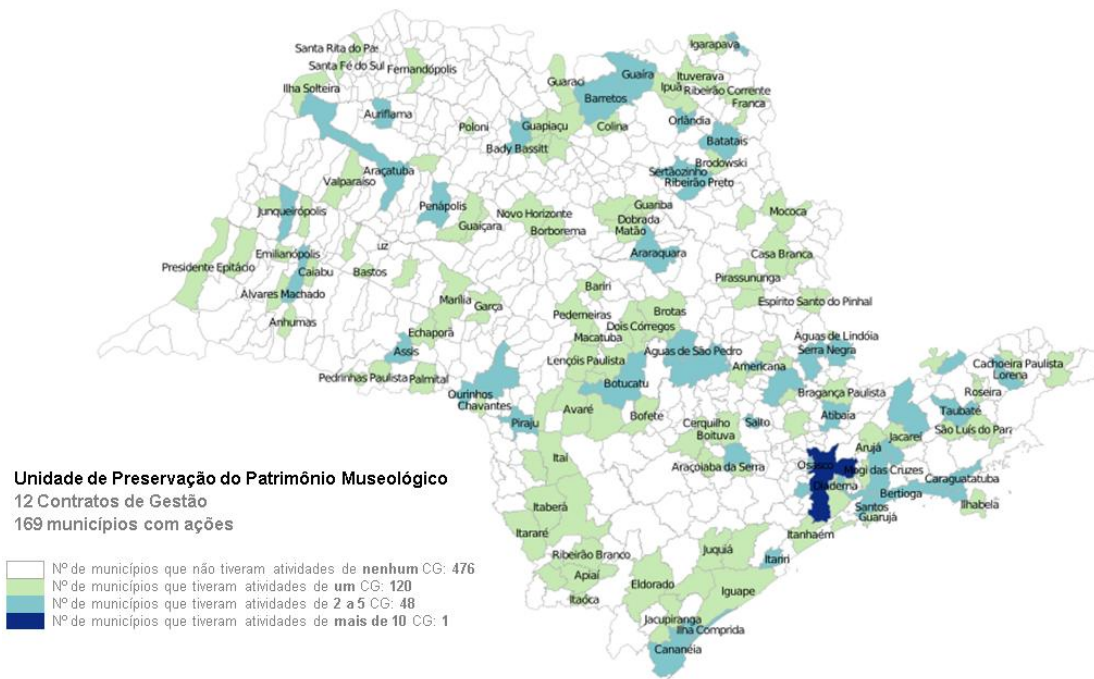 Santa Rita do Pas
Igarapava
Santa Fé do Sul
Fernandópolis
Guaíra
Ituverava
Ilha Solteira
Guaraci
Ipuã
Ribeirão Corrente
Barretos
Franca
Auriflama
Poloni
Guapiaçu
Colina
Orlândia
Bady Bassitt
Batatais
Araçatuba
Brodowski
Valparaíso
Sertãozinho
Ribeirão Preto
Penápolis
Junqueirópolis
Novo Horizonte
Guariba
Mococa
Guaiçara
Borborema
Dobrada
Matão
uz
Araraquara
Casa Branca
Emilianópolis
Presidente Epitácio
Caiabu
Bastos
Pirassununga
Álvares Machado
Marília
Bariri
Espírito Santo do Pinhal
Garça
Anhumas
Pederneiras
Brotas
Echaporã
Dois Córregos
Macatuba
Águas de Lindóia
Assis
Lençóis Paulista
Águas de São Pedro
Serra Negra
Cachoeira Paulista
Pedrinhas Paulista
Palmital
Americana
Lorena
Ourinhos
Botucatu
Bragança Paulista
Roseira
Chavantes
Avaré
Bofete
Atibaia
Taubaté
Piraju
Cerquilho
Salto
São Luís do Para
Boituva
Jacareí
Itaí
Arujá
Araçoiaba da Serra
Osasco
Mogi das Cruzes
Unidade de Preservação do Patrimônio Museológico
Caraguatatuba
Diadema
12 Contratos de Gestão
Bertioga
Itaberá
Santos
Ilhabela
169 municípios com ações
Guarujá
Itararé
Itanhaém
Ribeirão Branco
Juquiá
Itariri
Nº de municípios que não tiveram atividades de nenhum CG: 476
Apiaí
Eldorado
Nº de municípios que tiveram atividades de um CG: 120
Iguape
Itaóca
Nº de municípios que tiveram atividades de 2 a 5 CG: 48
Jacupiranga
Nº de municípios que tiveram atividades de mais de 10 CG: 1
Ilha Comprida
Cananéia